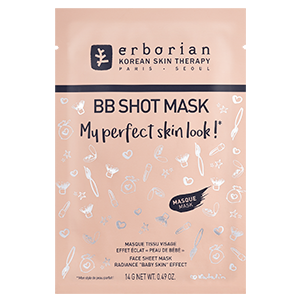 erborian
KOREAN SKIN THERAPY
PARIS - SEOUL
BB SHOT MASK
My perfect skin look!*
MASQUE
MASK
MASQUE TISSU VISAGE
EFFET ÉCLAT « PEAU DE BÉBÉ »
FACE SHEET MASK
RADIANCE "BABY SKIN" EFFECT
14 G NET WT. 0.49 OZ.